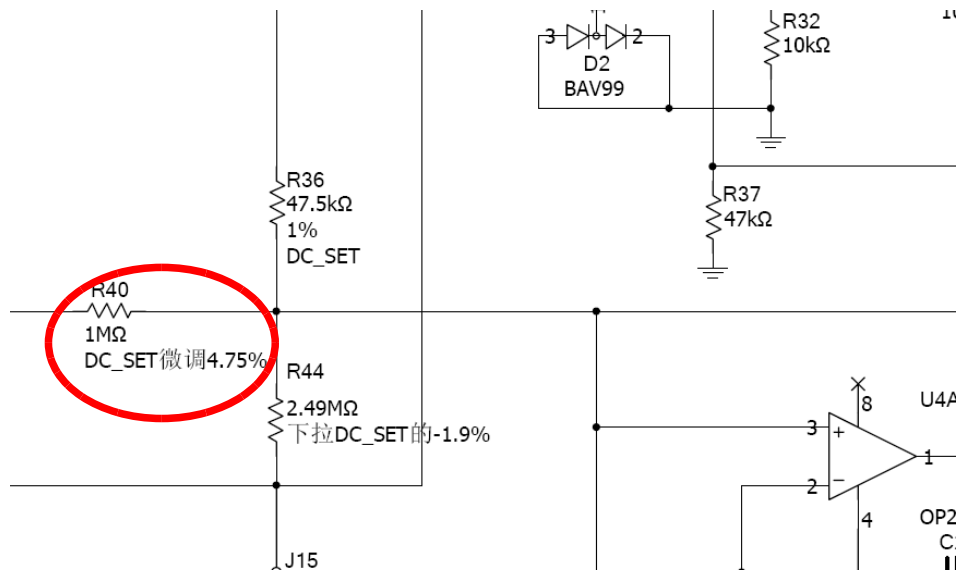 R32
10kΩ
3
2
D2
BAV99
R36
47.5kΩ
1%
DC_SET
R37
47kΩ
R40
1MΩ
DC_SET微调4.75%
R44
2.49MΩ
下拉DC_SET的-1.9%
8
U4A
3
+
1
2
−
4
OP2
J15